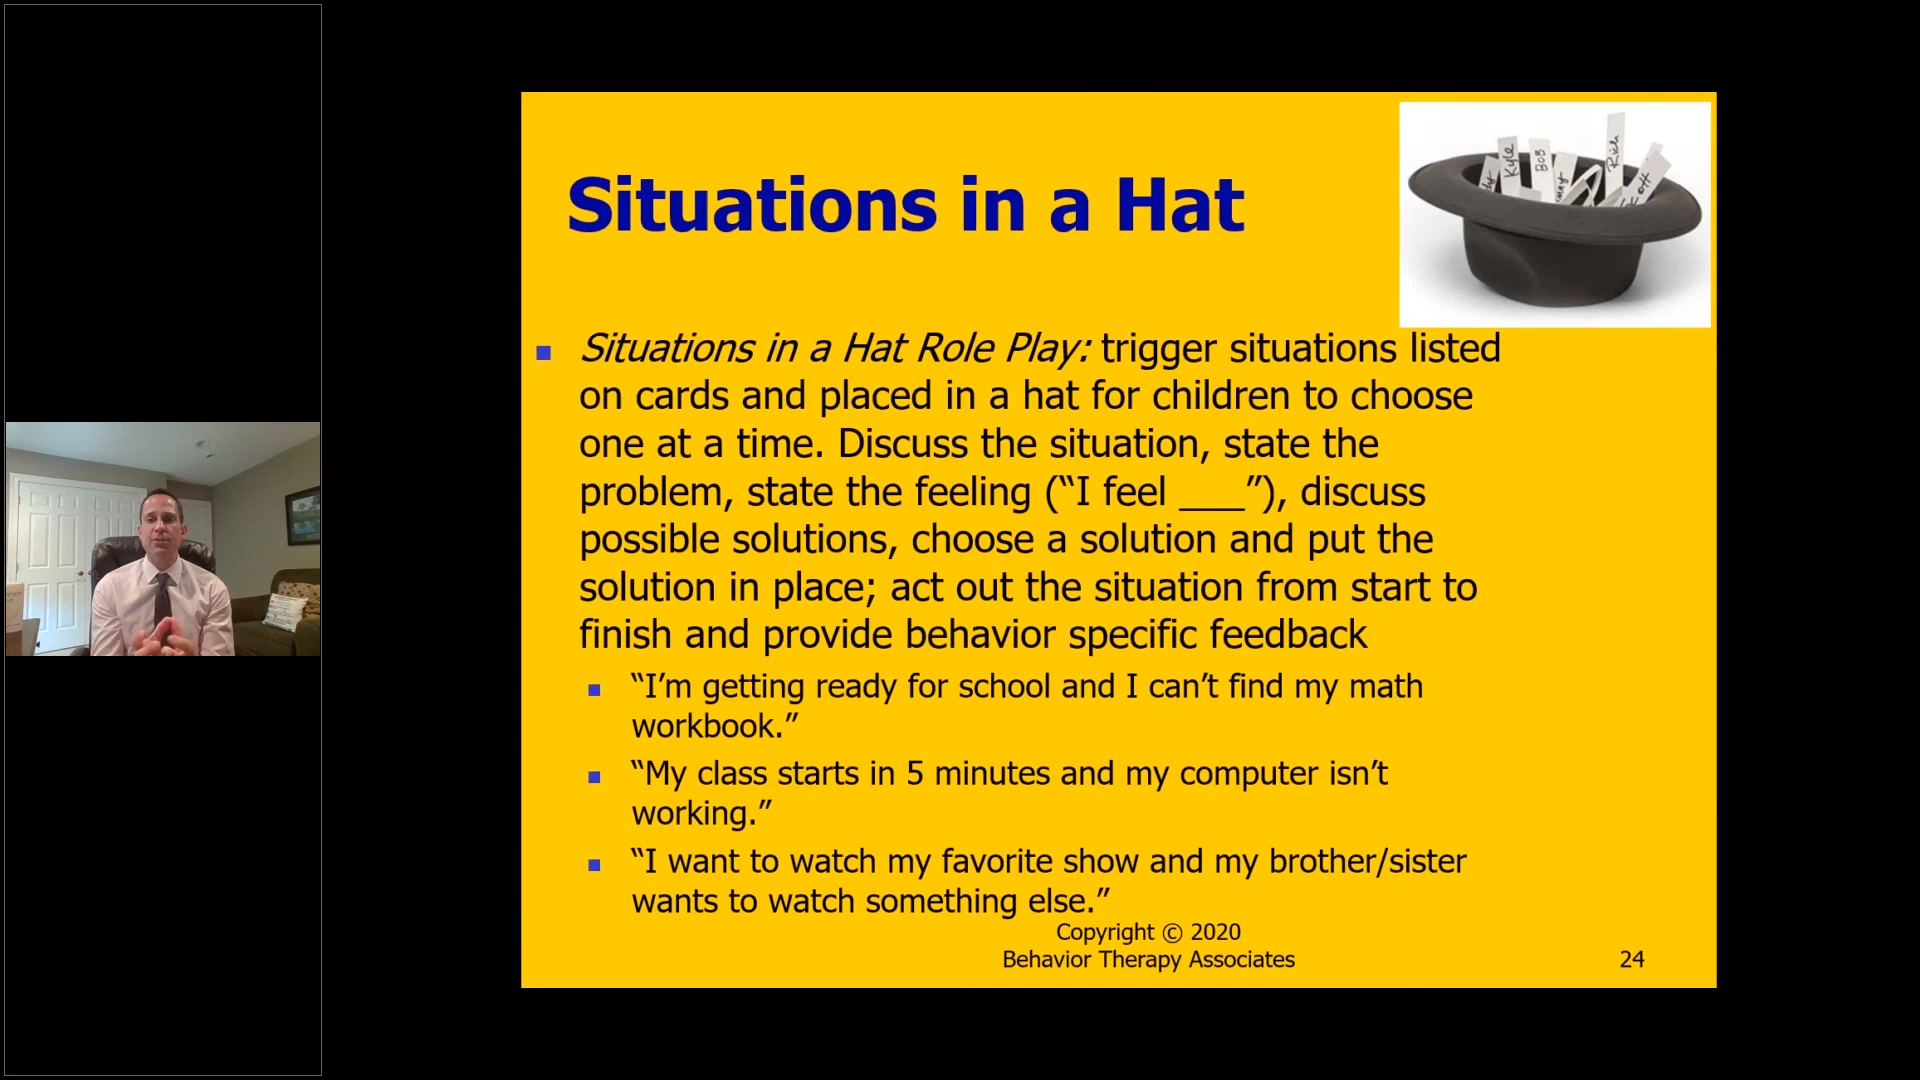 Situations in a Hat
Kyle
BOB
Rich
Situations in a Hat Role Play: trigger situations listed
on cards and placed in a hat for children to choose
one at a time. Discuss the situation, state the
problem, state the feeling (“I feel ___”), discuss
possible solutions, choose a solution and put the
solution in place; act out the situation from start to
finish and provide behavior specific feedback
“I’m getting ready for school and I can’t find my math
workbook.”
“My class starts in 5 minutes and my computer isn’t
working.”
“I want to watch my favorite show and my brother/sister
wants to watch something else.”
Copyright © 2020
Behavior Therapy Associates
24